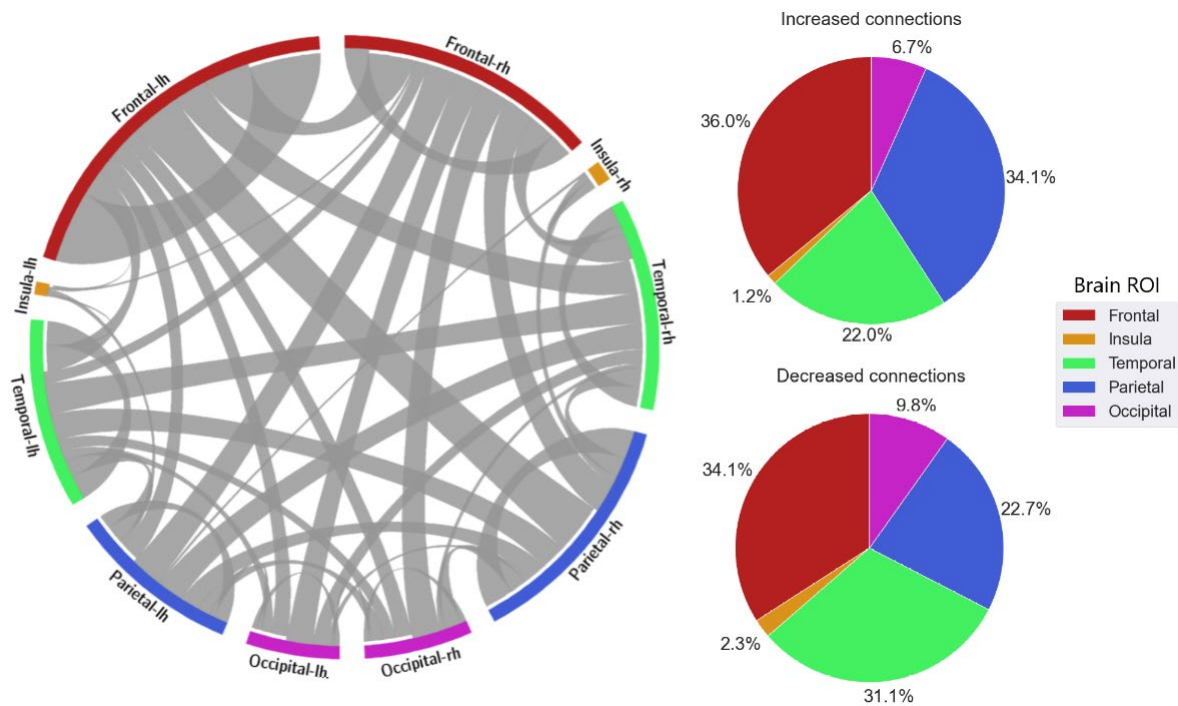 Frontal-lh
Frontal-rh
Insula-rh
Temporal-rh
Parietal-rh
Occipital-rh
Occipital-lh.
Parietal-lh
Temporal-lh
Insula-lh
Increased connections
6.7%
36.0%
34.1%
1.2%
22.0%
Decreased connections
9.8%
34.1%
22.7%
2.3%
31.1%
Brain ROI
Frontal
Insula
Temporal
Parietal
Occipital